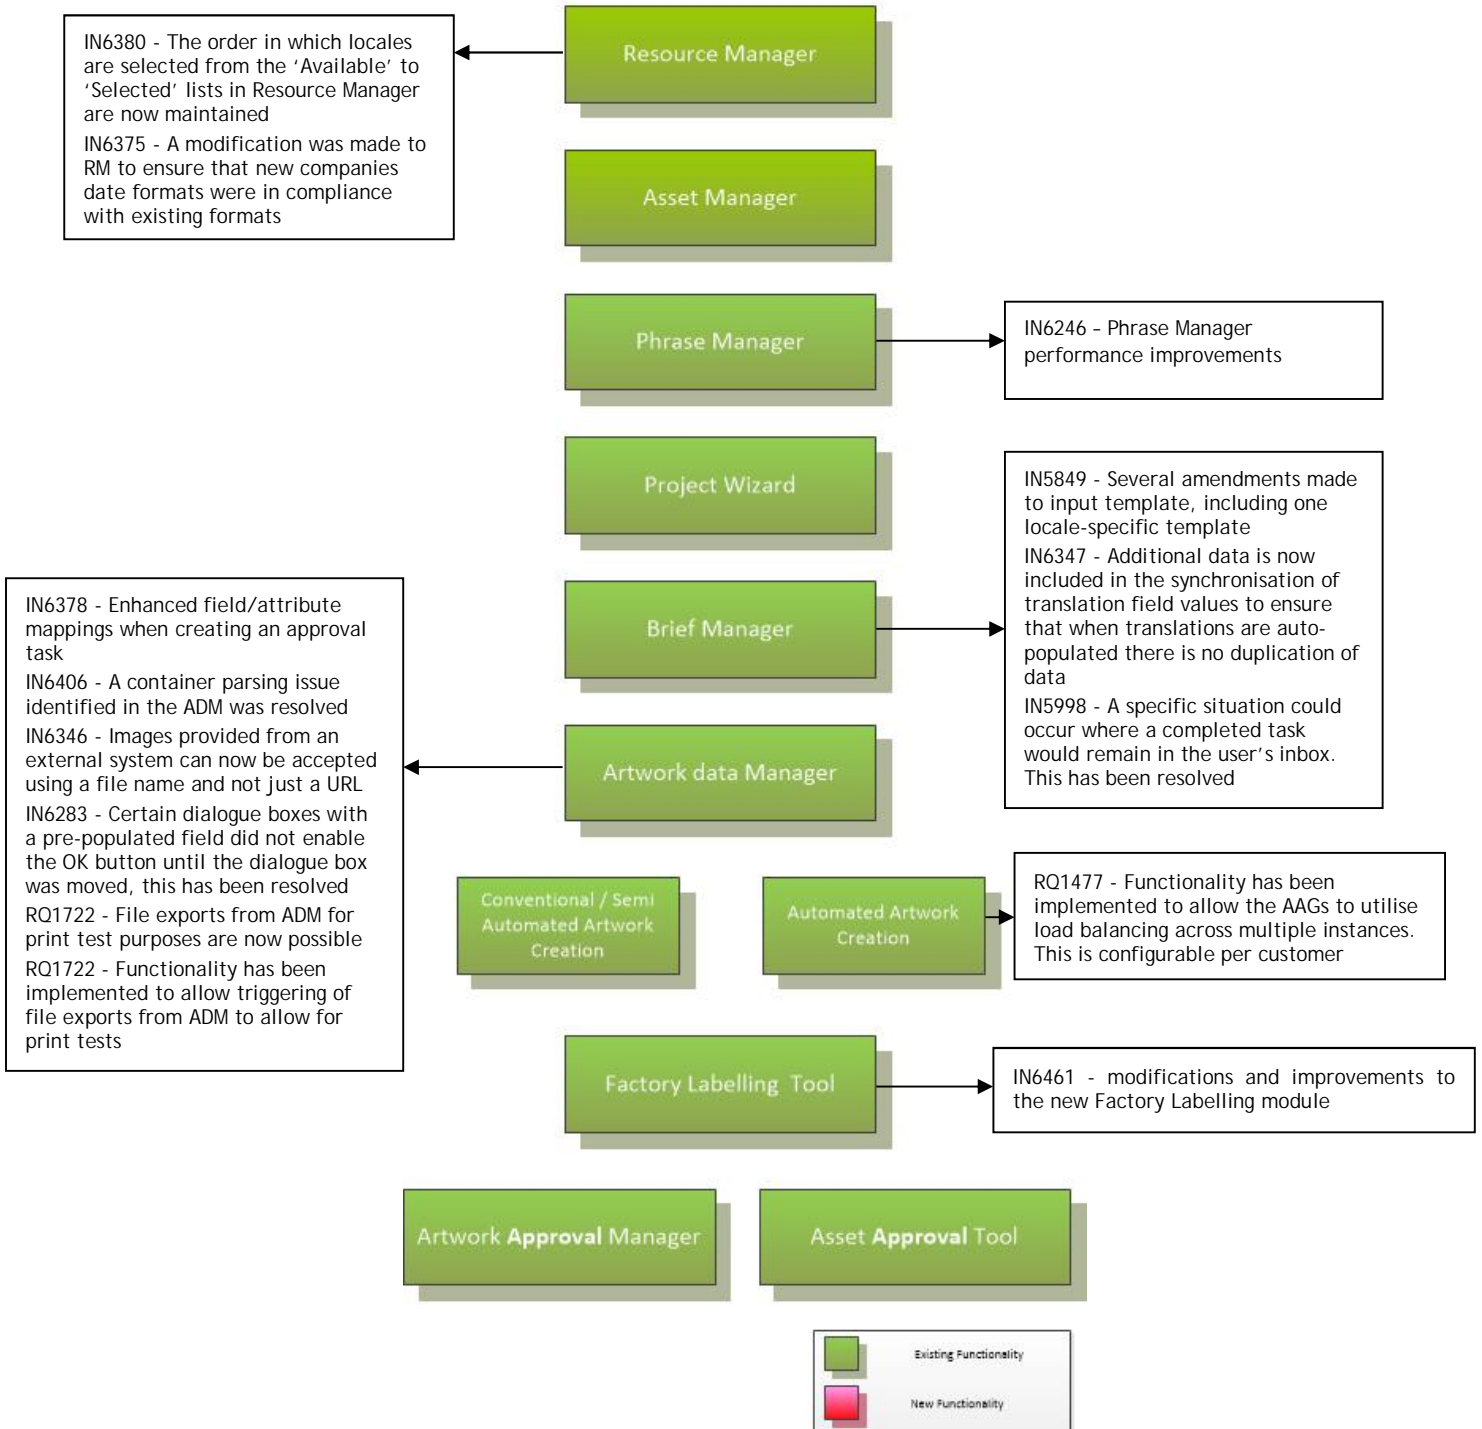 IN6380 - The order in which locales
are selected from the ‘Available’ to
‘Selected’ lists in Resource Manager
are now maintained
IN6375 - A modification was made to
RM to ensure that new companies
date formats were in compliance
with existing formats
Resource Manager
Asset Manager
Phrase Manager
IN6246 – Phrase Manager
performance improvements
Project Wizard
IN5849 - Several amendments made
to input template, including one
locale-specific template
IN6347 - Additional data is now
included in the synchronisation of
translation field values to ensure
that when translations are auto-
populated there is no duplication of
data
IN5998 - A specific situation could
occur where a completed task
would remain in the user’s inbox.
This has been resolved
Brief Manager
IN6378 - Enhanced field/attribute
mappings when creating an approval
task
IN6406 - A container parsing issue
identified in the ADM was resolved
IN6346 - Images provided from an
external system can now be accepted
using a file name and not just a URL
IN6283 - Certain dialogue boxes with
a pre-populated field did not enable
the OK button until the dialogue box
was moved, this has been resolved
RQ1722 - File exports from ADM for
print test purposes are now possible
RQ1722 - Functionality has been
implemented to allow triggering of
file exports from ADM to allow for
print tests
Artwork data Manager
Conventional / Semi
Automated Artwork
Creation
Automated Artwork
Creation
RQ1477 - Functionality has been
implemented to allow the AAGs to utilise
load balancing across multiple instances.
This is configurable per customer
Factory Labelling Tool
IN6461 - modifications and improvements to
the new Factory Labelling module
Artwork Approval Manager
Asset Approval Tool
Existing Functionality
New Functionality